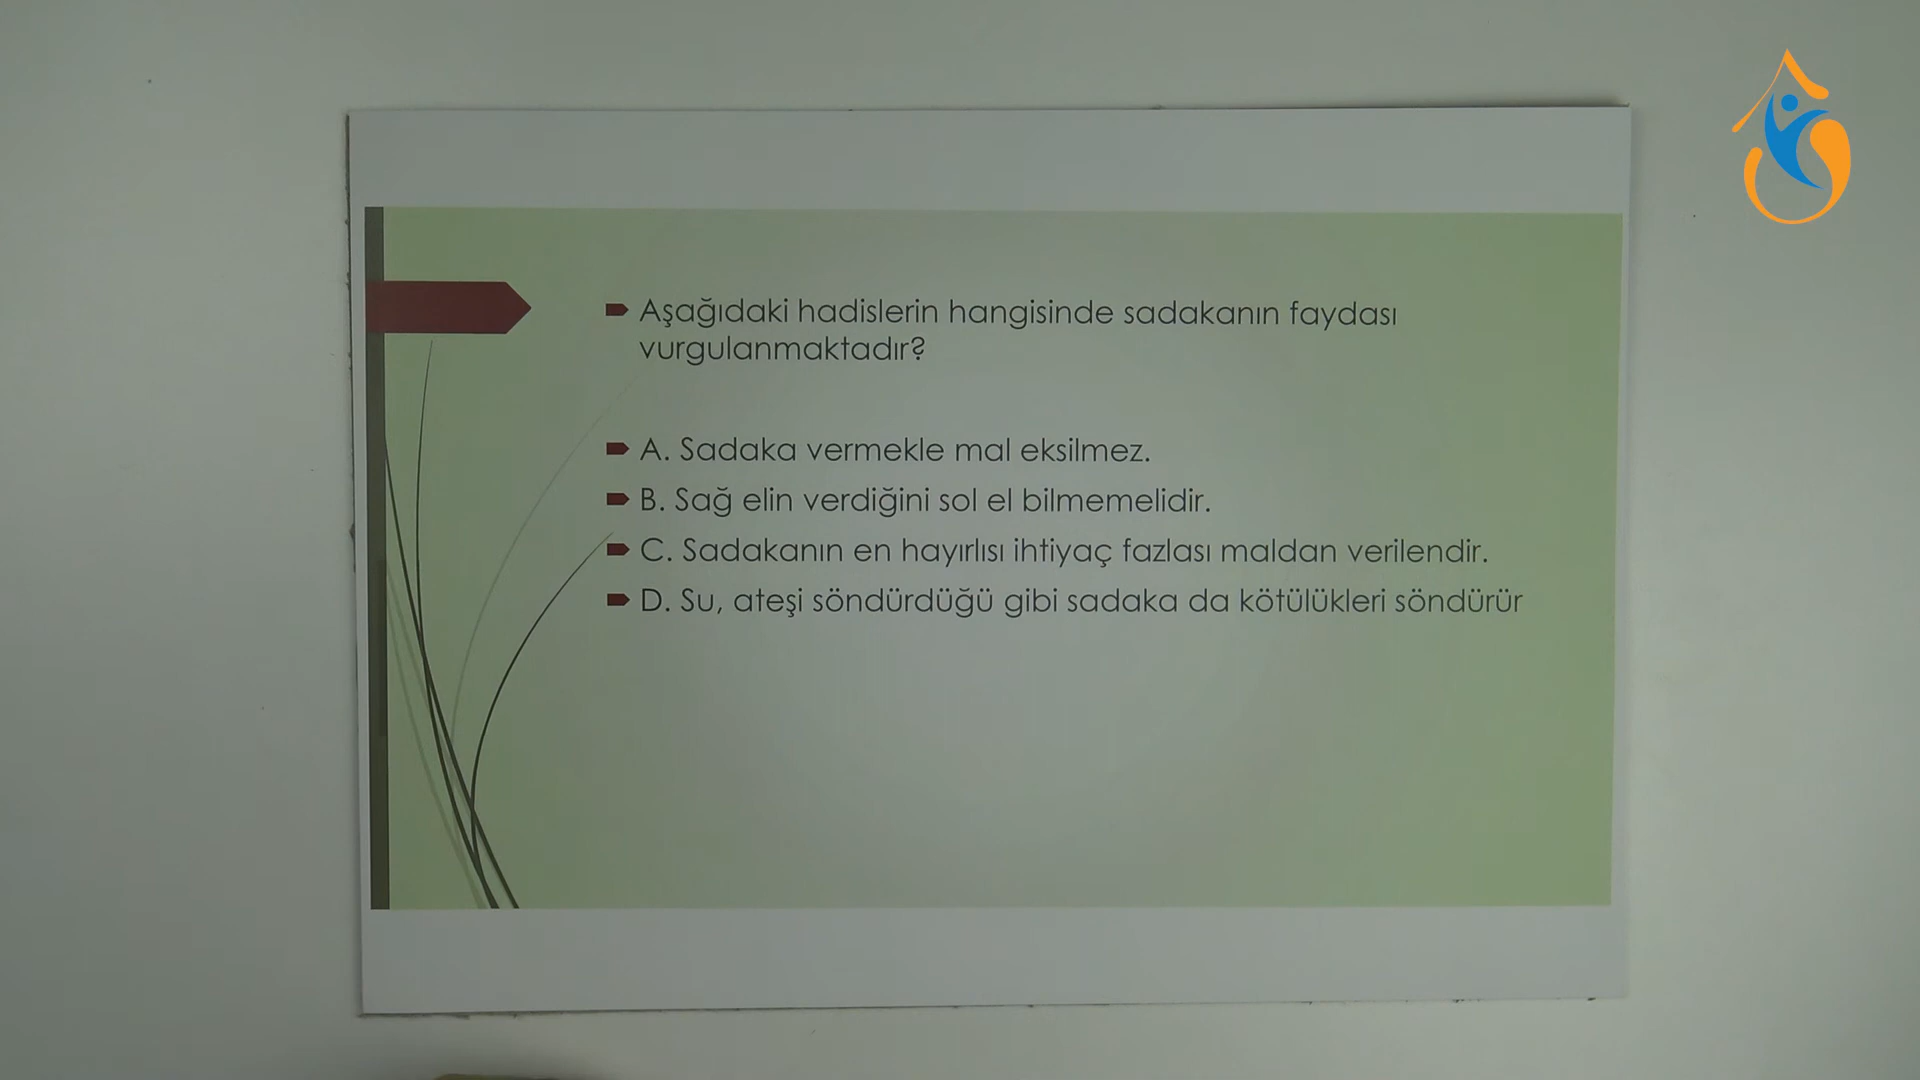 Aşağıdaki hadislerin hangisinde sadakanın faydası
vurgulanmaktadır?
A. Sadaka vermekle mal eksilmez.
B. Sağ elin verdiğini sol el bilmemelidir.
C. Sadakanın en hayırlısı ihtiyaç fazlası maldan verilendir.
D. Su, ateşi söndürdüğü gibi sadaka da kötülükleri söndürür